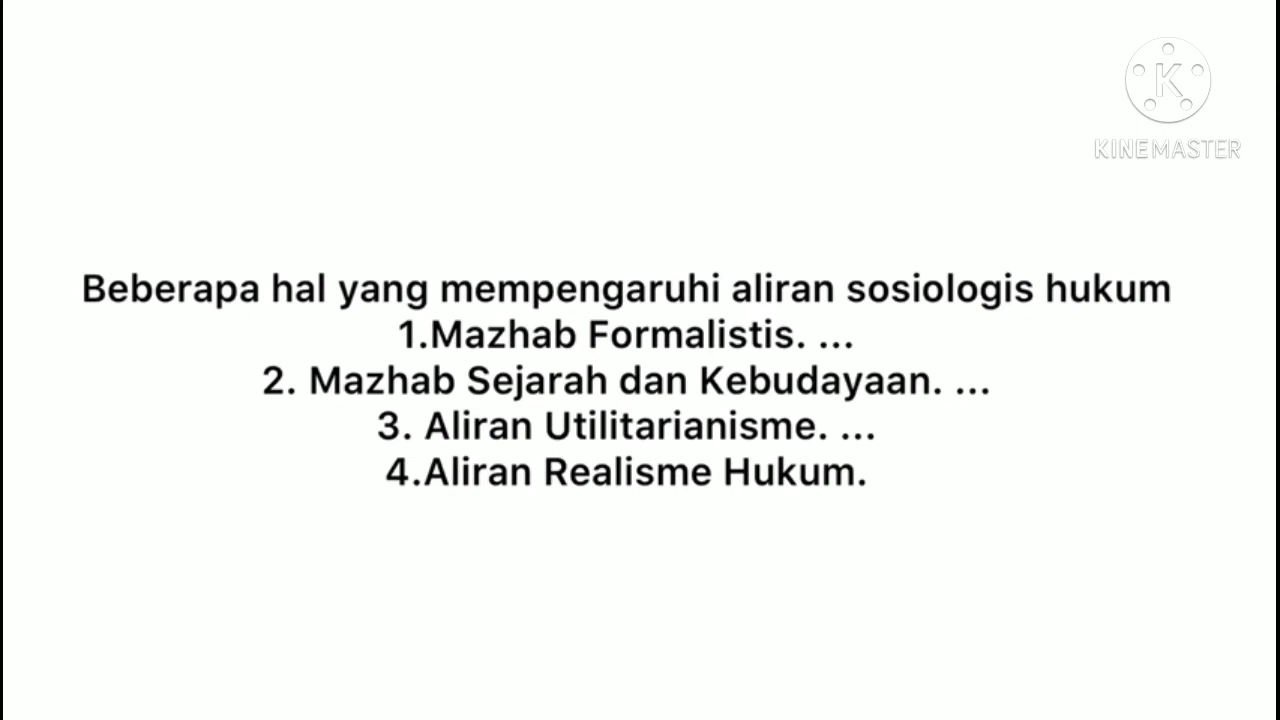 K
KINEMASTER
Beberapa hal yang mempengaruhi aliran sosiologis hukum
1.Mazhab Formalistis. ...
2. Mazhab Sejarah dan Kebudayaan. ...
3. Aliran Utilitarianisme. ...
4.Aliran Realisme Hukum.